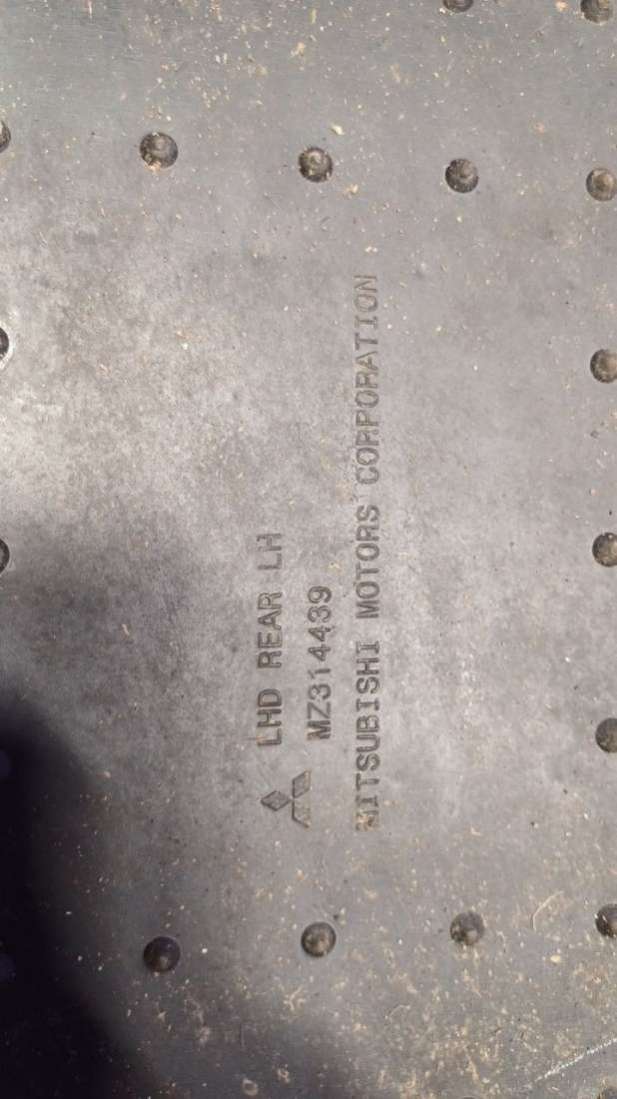 LHD REAR LH
MZ314439
MITSUBISHI MOTORS CORPORATION